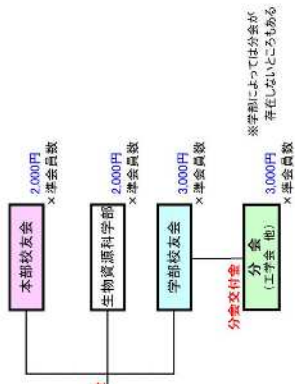 本部校友会
2,000円
×準会員数
生物資源科学部
2,000円
×準会員数
学部校友会
3,000円
×準会員数
分会交付金
分会
(工学会 他)
3,000円
×準会員数
※学部によっては分会が
存在しないところもある